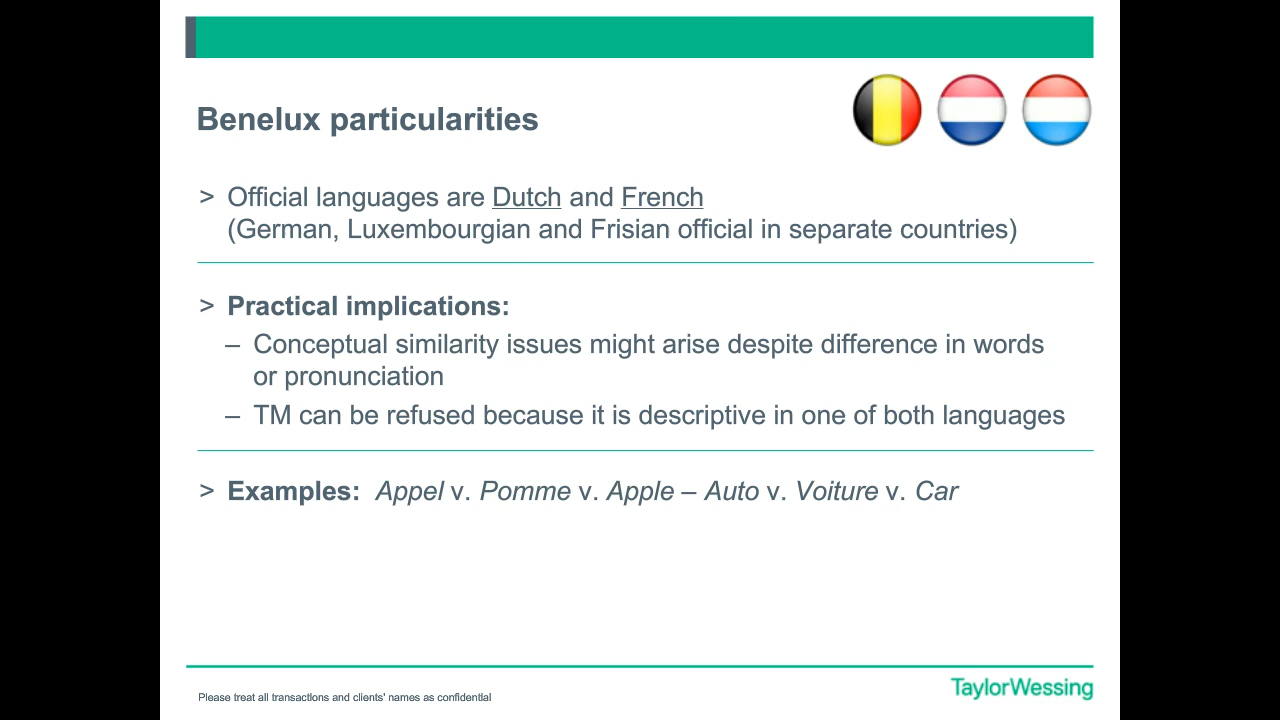 Benelux particularities
> Official languages are Dutch and French
(German, Luxembourgian and Frisian official in separate countries)
> Practical implications:
– Conceptual similarity issues might arise despite difference in words
or pronunciation
– TM can be refused because it is descriptive in one of both languages
> Examples: Appel v. Pomme v. Apple – Auto v. Voiture v. Car
Please treat all transactions and clients' names as confidential
TaylorWessing